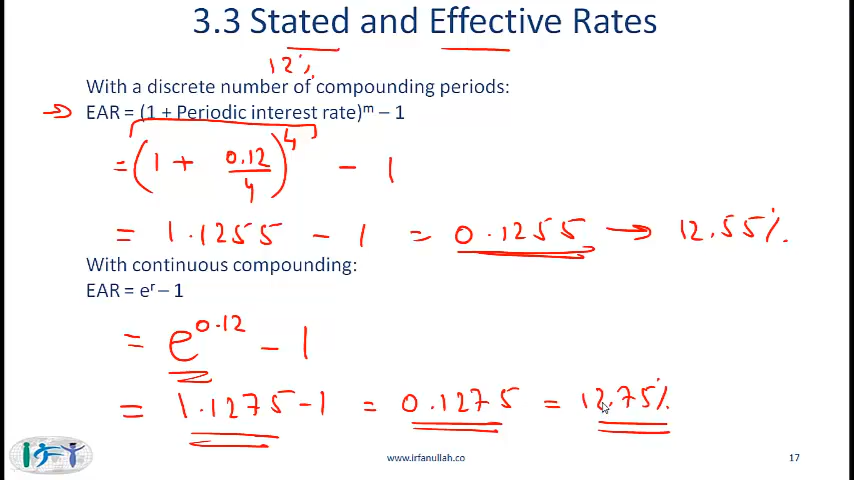 3.3 Stated and Effective Rates
12%
With a discrete number of compounding periods:
→ EAR = (1 + Periodic interest rate)ᵐ – 1
= (1 + 0.12/4)⁴ – 1
= 1.1255 – 1 = 0.1255 → 12.55%
With continuous compounding:
EAR = eʳ – 1
= e^0.12 – 1
= 1.1275 – 1 = 0.1275 = 12.75%
IFT
www.irfanullah.co
17